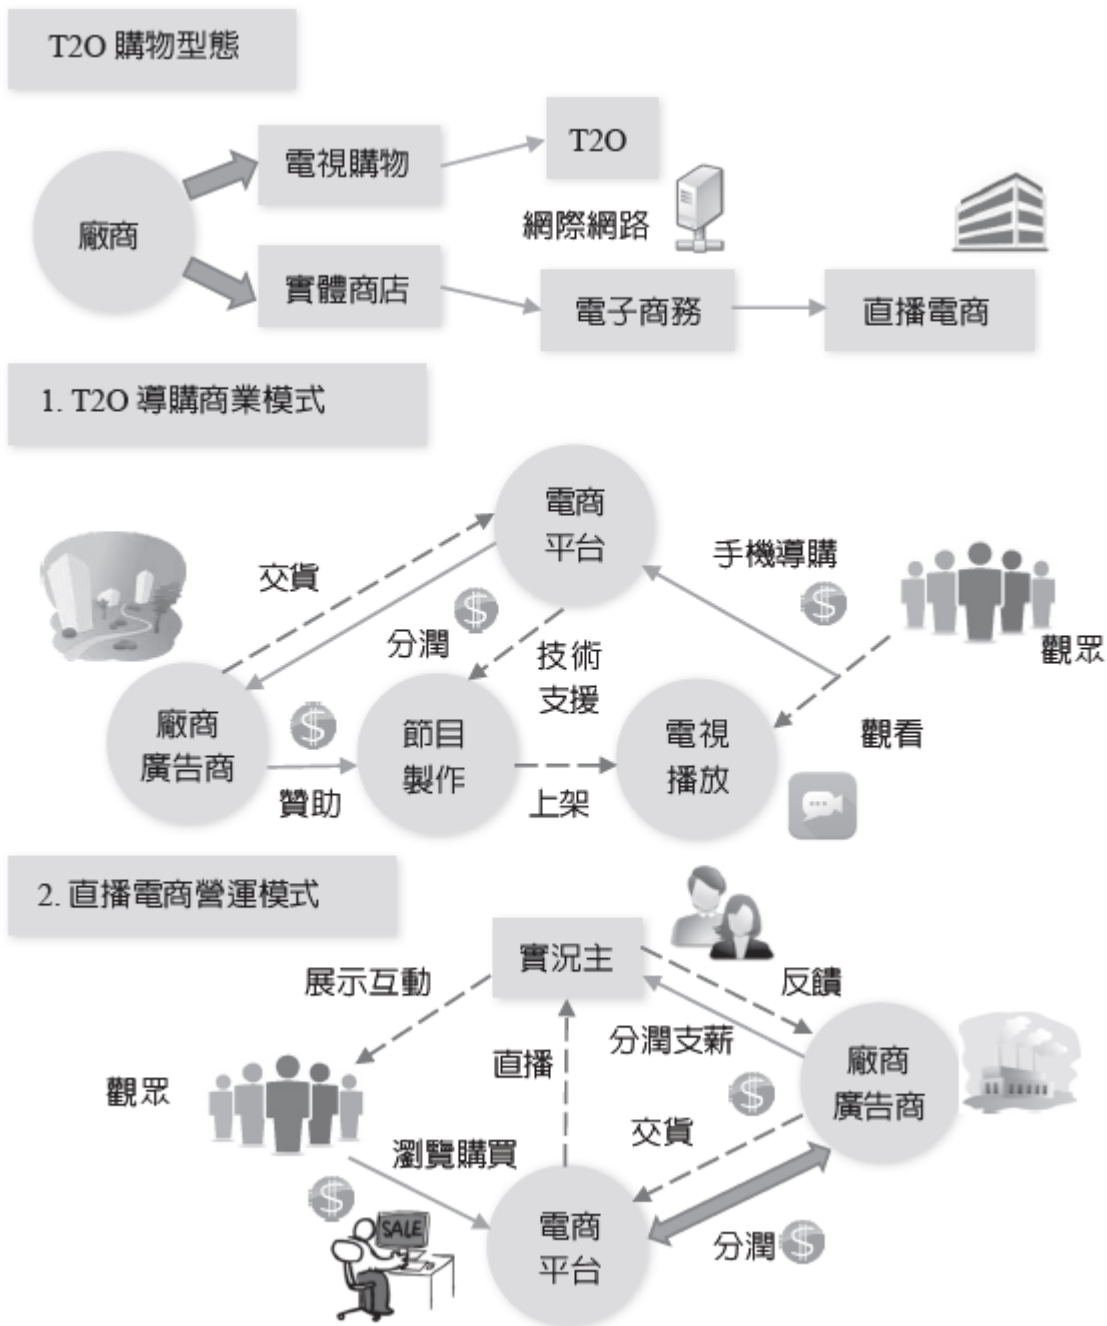 T2O 購物型態
T2O
電視購物
廠商
網際網路
實體商店
電子商務
直播電商
1. T2O 導購商業模式
電商
平台
手機導購
交貨
觀眾
分潤
技術
支援
廠商
廣告商
節目
製作
電視
播放
觀看
贊助
上架
2. 直播電商營運模式
實況主
展示互動
反饋
分潤支薪
直播
廠商
廣告商
觀眾
交貨
瀏覽購買
SALE
電商
平台
分潤